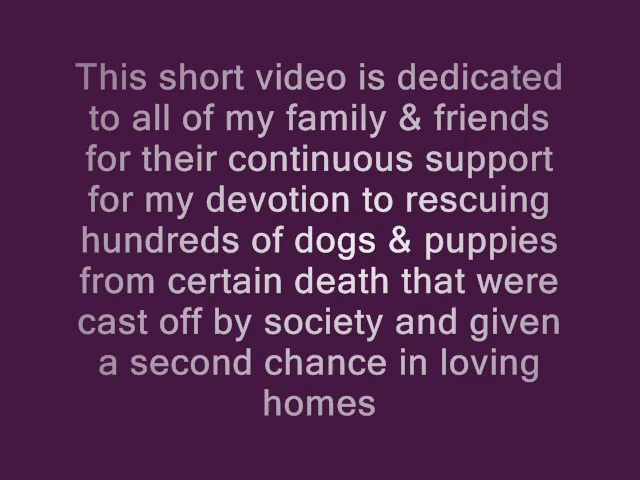 This short video is dedicated
to all of my family & friends
for their continuous support
for my devotion to rescuing
hundreds of dogs & puppies
from certain death that were
cast off by society and given
a second chance in loving
homes